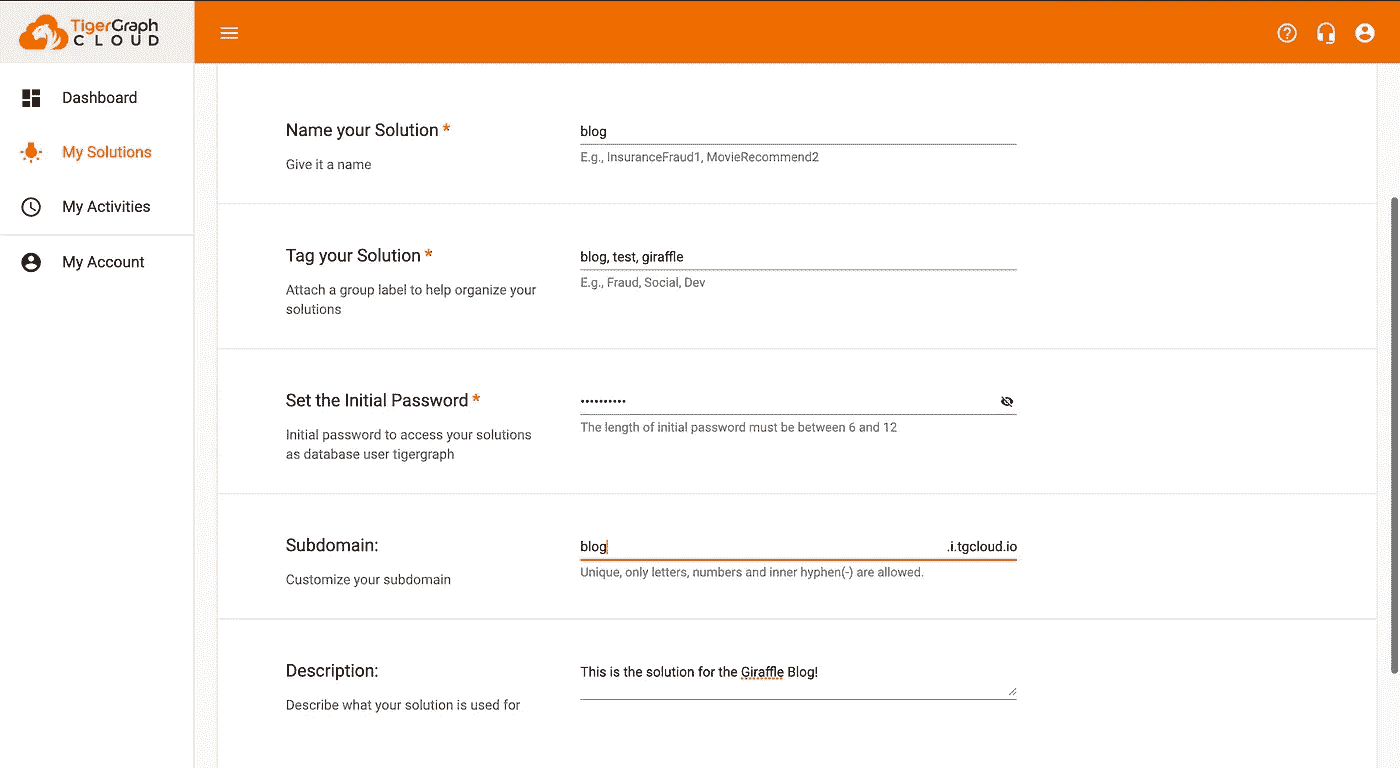 TigerGraph
CLOUD
Dashboard
My Solutions
My Activities
My Account
Name your Solution *
Give it a name
blog
E.g., InsuranceFraud1, MovieRecommend2
Tag your Solution *
Attach a group label to help organize your
solutions
blog, test, giraffle
E.g., Fraud, Social, Dev
Set the Initial Password *
Initial password to access your solutions
as database user tigergraph
••••••••••
The length of initial password must be between 6 and 12
Subdomain:
Customize your subdomain
blog .i.tgcloud.io
Unique, only letters, numbers and inner hyphen(-) are allowed.
Description:
Describe what your solution is used for
This is the solution for the Giraffle Blog!